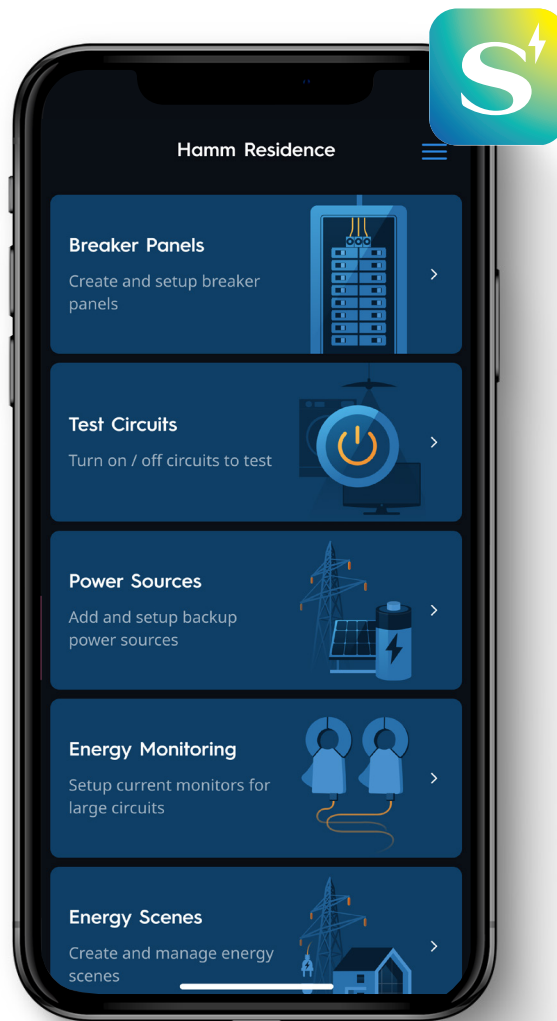 S
Hamm Residence
Breaker Panels
Create and setup breaker
panels
Test Circuits
Turn on / off circuits to test
Power Sources
Add and setup backup
power sources
Energy Monitoring
Setup current monitors for
large circuits
Energy Scenes
Create and manage energy
scenes